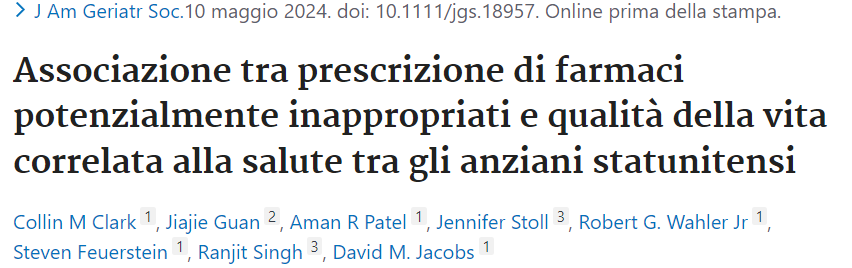 > J Am Geriatr Soc.10 maggio 2024. doi: 10.1111/jgs.18957. Online prima della stampa.
Associazione tra prescrizione di farmaci
potenzialmente inappropriati e qualità della vita
correlata alla salute tra gli anziani statunitensi
Collin M Clark 1, Jiajie Guan 2, Aman R Patel 1, Jennifer Stoll 3, Robert G. Wahler Jr 1,
Steven Feuerstein 1, Ranjit Singh 3, David M. Jacobs 1